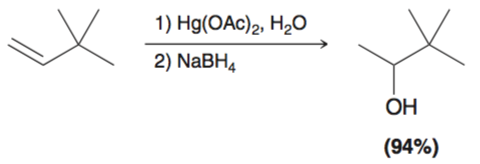 1) Hg(OAc)₂, H₂O
2) NaBH₄
OH
(94%)